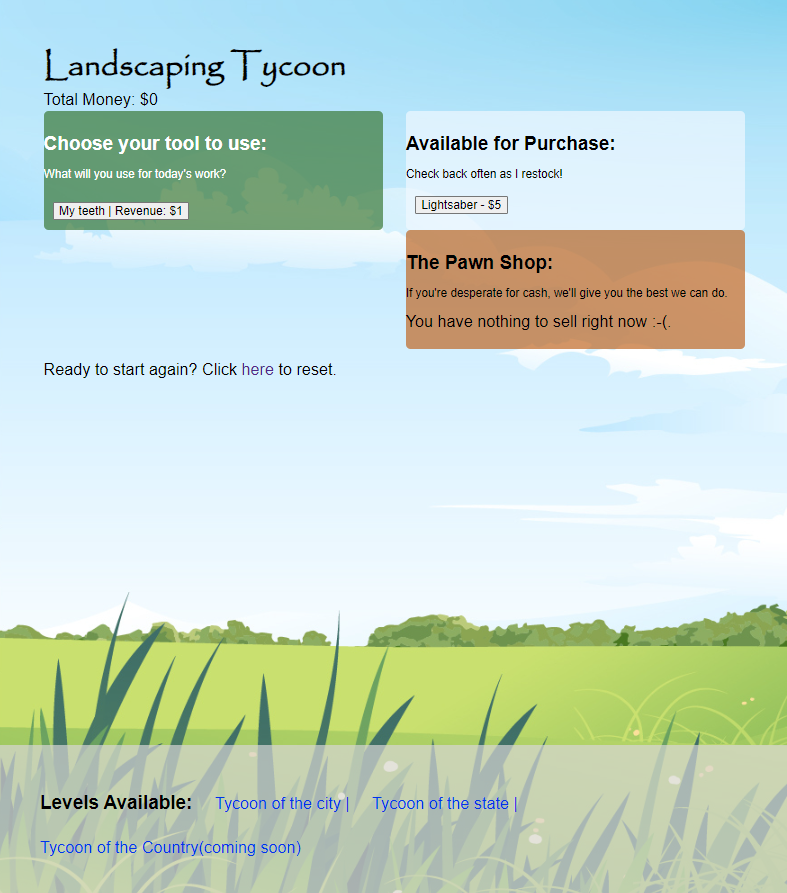 Landscaping Tycoon
Total Money: $0
Choose your tool to use:
What will you use for today's work?
My teeth | Revenue: $1
Available for Purchase:
Check back often as I restock!
Lightsaber - $5
The Pawn Shop:
If you're desperate for cash, we'll give you the best we can do.
You have nothing to sell right now :-(.
Ready to start again? Click here to reset.
Levels Available: Tycoon of the city | Tycoon of the state |
Tycoon of the Country(coming soon)